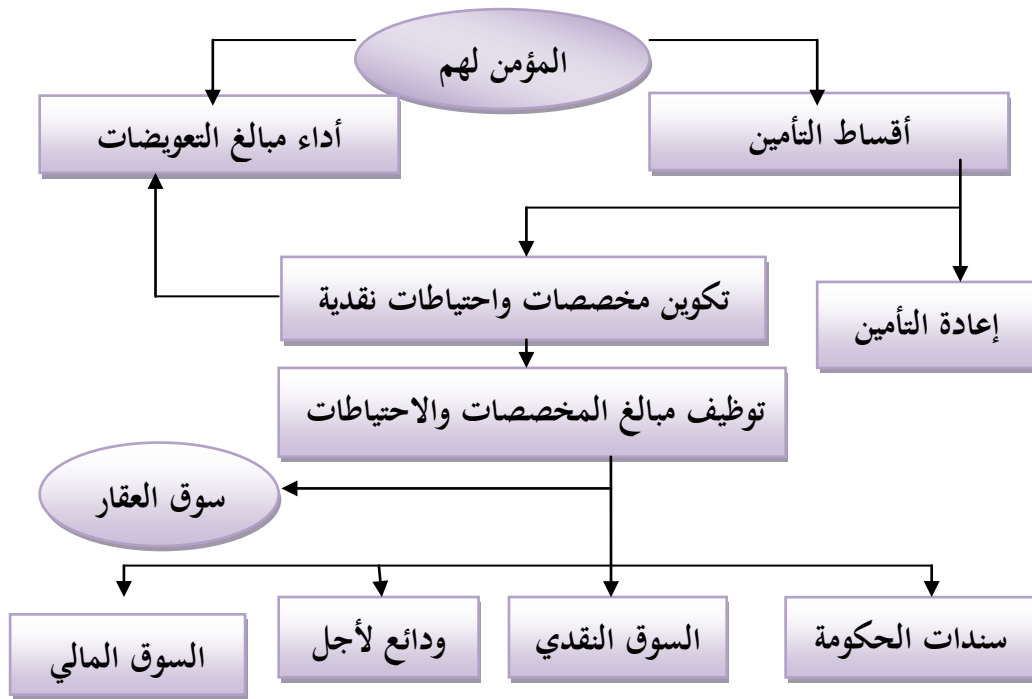 المؤمن لهم
أقساط التأمين
أداء مبالغ التعويضات
تكوين مخصصات واحتياطات نقدية
إعادة التأمين
توظيف مبالغ المخصصات والاحتياطات
سوق العقار
سندات الحكومة
السوق النقدي
ودائع لأجل
السوق المالي